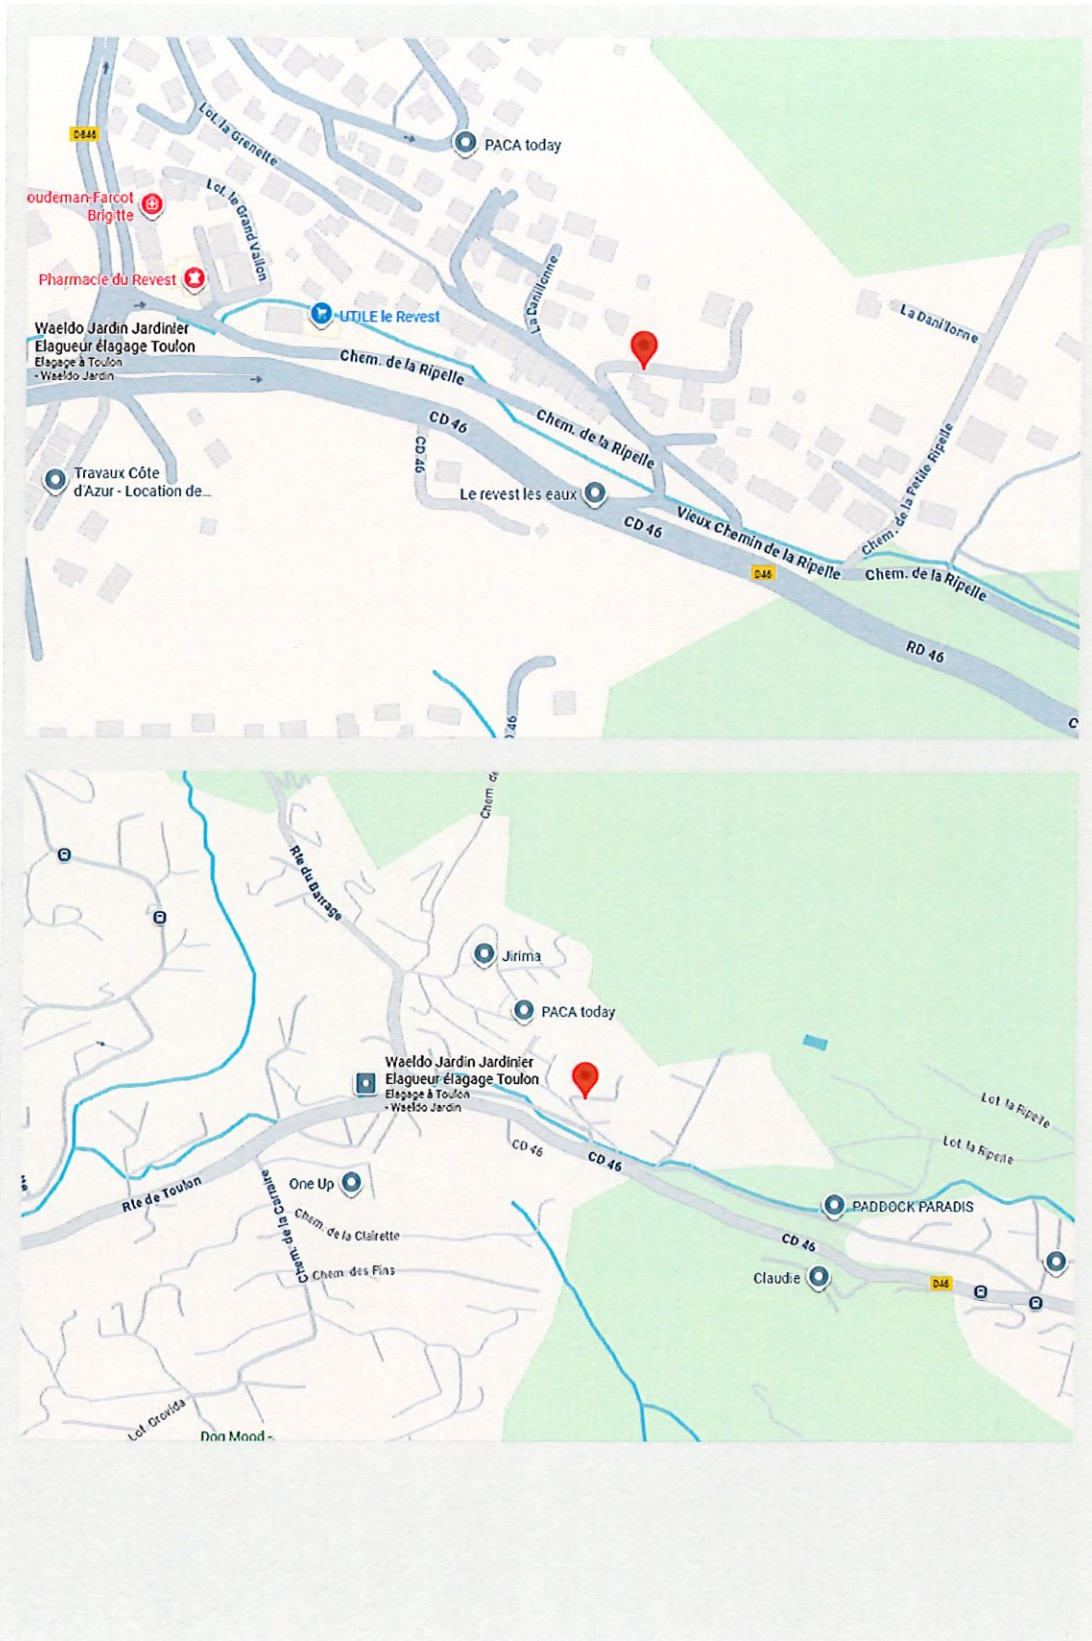 D846
Lot. la Grenette
PACA today
oudeman-Farcot
Brigitte
Lot. le Grand Vallon
Pharmacie du Revest
La Danillonne
UTILE le Revest
La Danillonne
Waeldo Jardin Jardinier
Elagueur élagage Toulon
Elagage à Toulon
- Waeldo Jardin
Chem. de la Ripelle
CD 46
Chem. de la Ripelle
CD 46
Travaux Côte
d'Azur - Location de...
Le revest les eaux
Chem. de la Petite Ripelle
CD 46
Vieux Chemin de la Ripelle
D46
Chem. de la Ripelle
RD 46
C
D 46
Chem. de
Rte du Barrage
Jirima
PACA today
Waeldo Jardin Jardinier
Elagueur élagage Toulon
Elagage à Toulon
- Waeldo Jardin
Lot. la Ripelle
Lot. la Ripelle
CD 46
CD 46
Rte de Toulon
One Up
Chem. de la Carraire
Chem. de la Clairette
PADDOCK PARADIS
CD 46
Chem. des Pins
Claudie
D46
Lot. Orovida
Dog Mood -